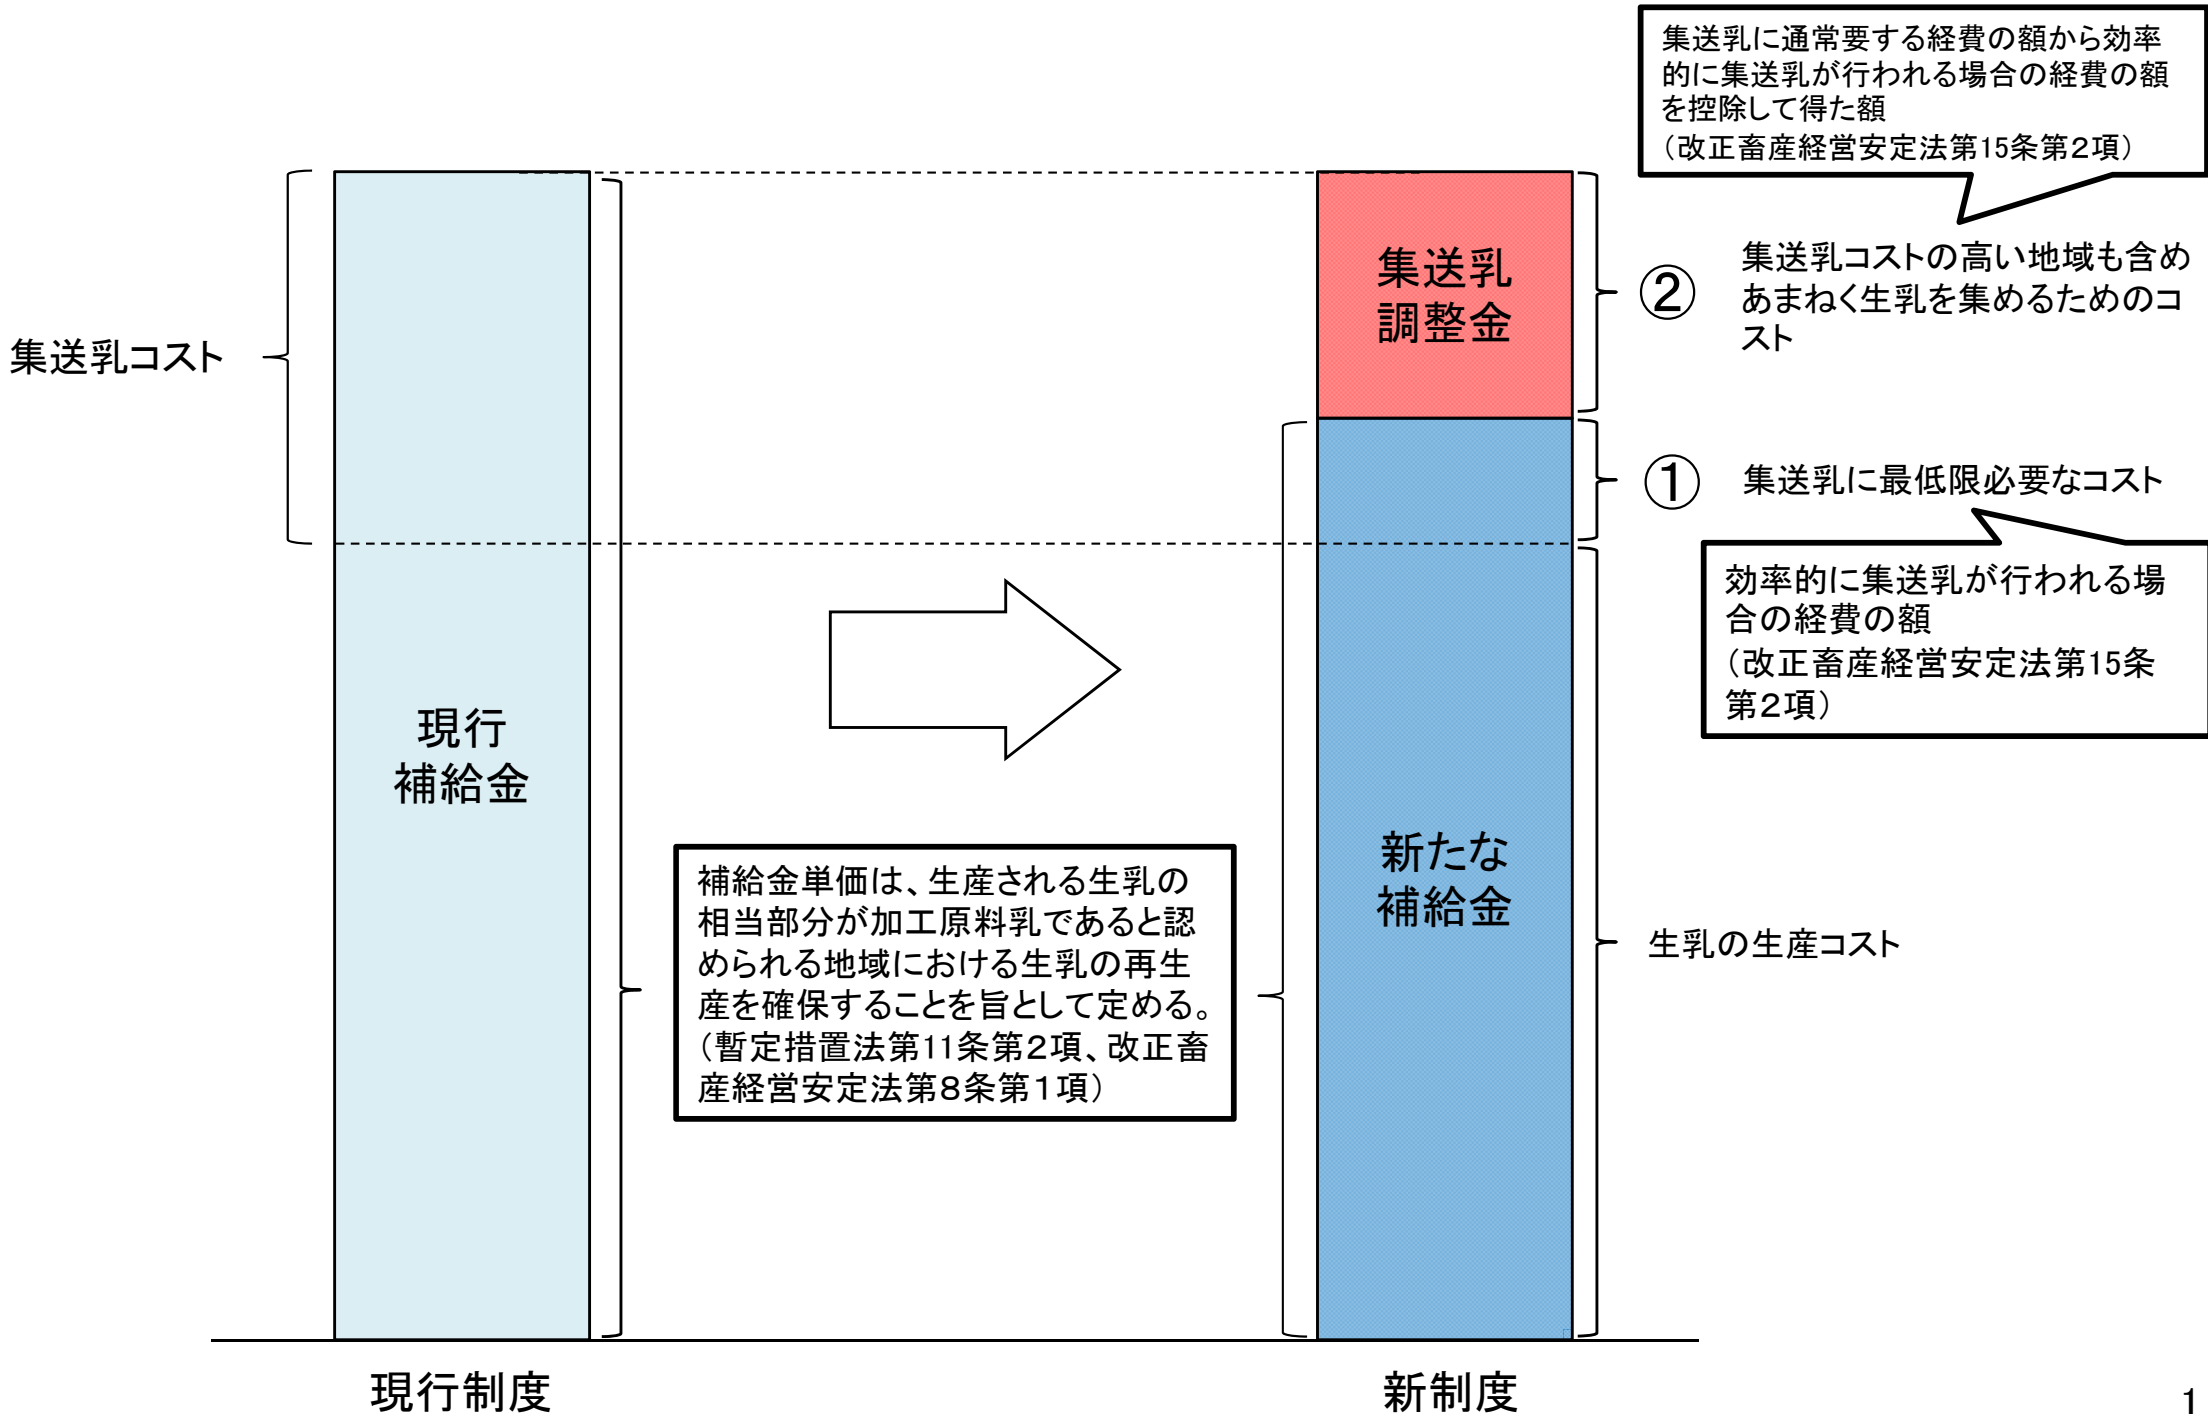 集送乳に通常要する経費の額から効率
的に集送乳が行われる場合の経費の額
を控除して得た額
（改正畜産経営安定法第15条第２項）
集送乳コスト
集送乳
調整金
②
集送乳コストの高い地域も含め
あまねく生乳を集めるためのコ
スト
①
集送乳に最低限必要なコスト
効率的に集送乳が行われる場
合の経費の額
（改正畜産経営安定法第15条
第２項）
現行
補給金
補給金単価は、生産される生乳の
相当部分が加工原料乳であると認
められる地域における生乳の再生
産を確保することを旨として定める。
（暫定措置法第11条第２項、改正畜
産経営安定法第８条第１項）
新たな
補給金
生乳の生産コスト
現行制度
新制度
1